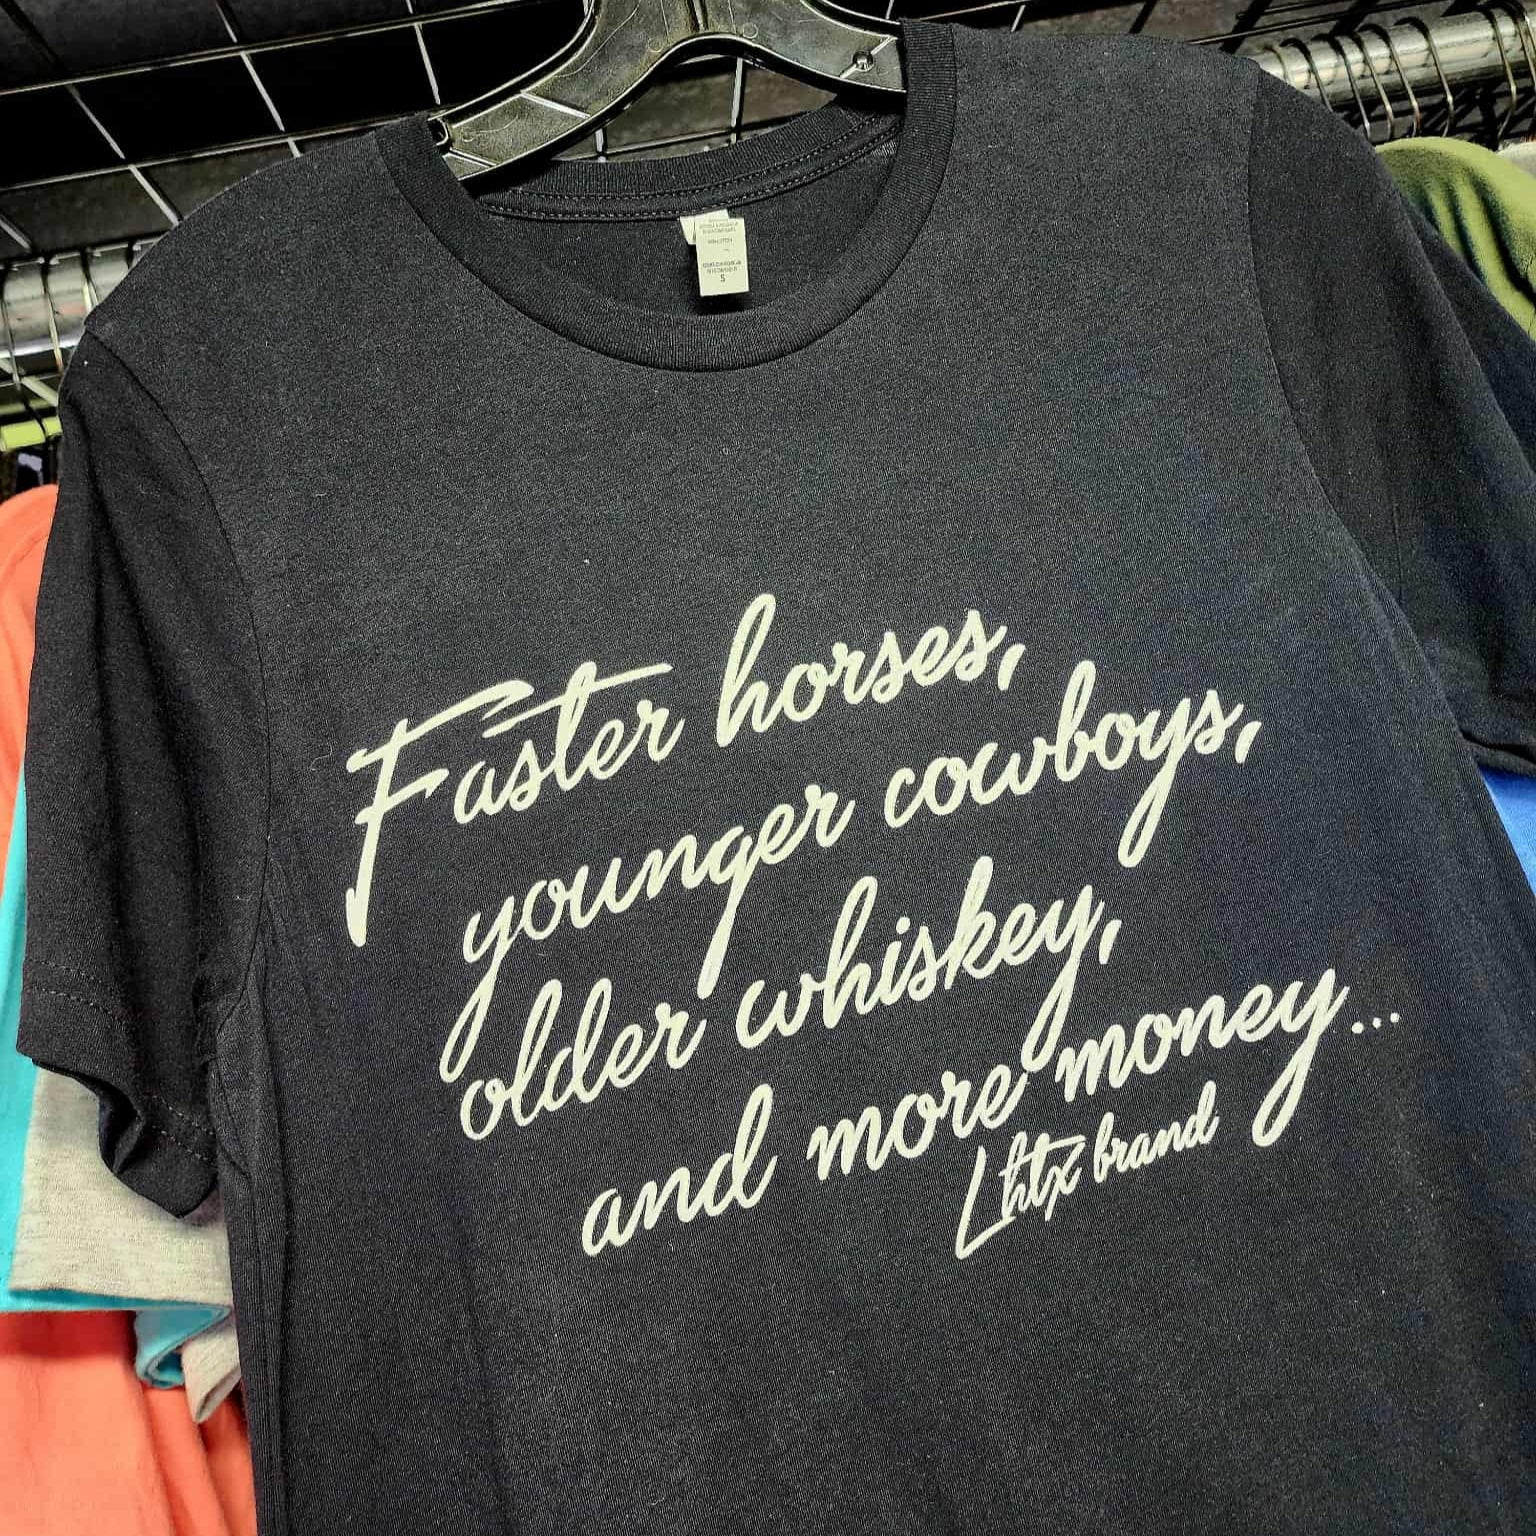 S
Faster horses,
younger cowboys,
older whiskey,
and more money...
Lhtx brand